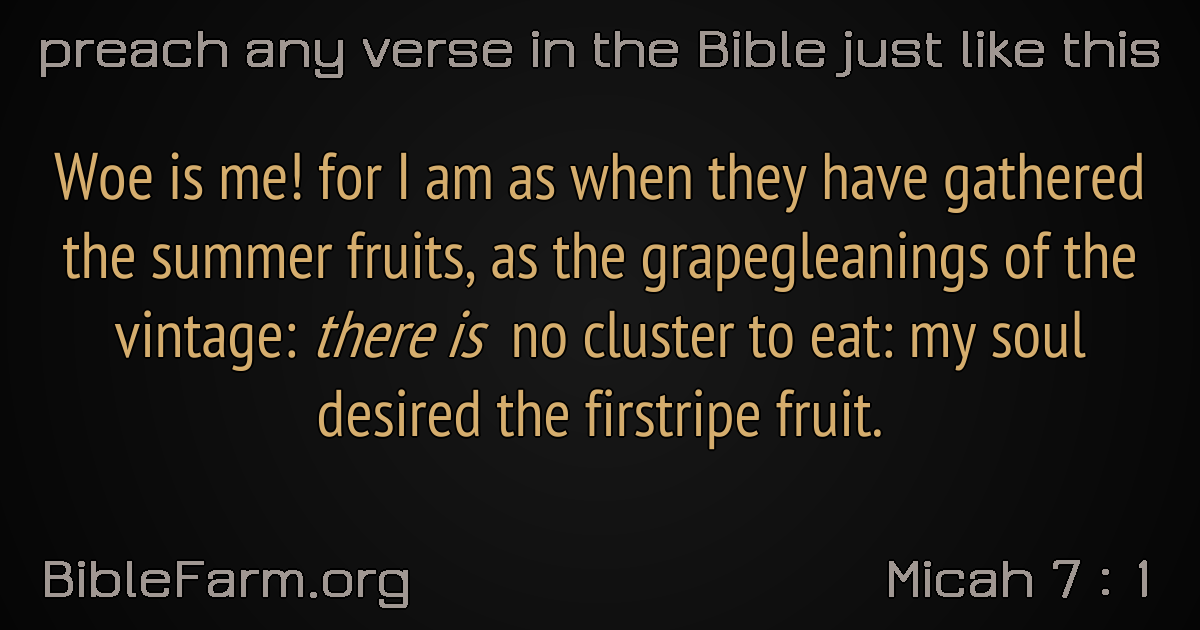 preach any verse in the Bible just like this
Woe is me! for I am as when they have gathered
the summer fruits, as the grapegleanings of the
vintage: there is no cluster to eat: my soul
desired the firstripe fruit.
BibleFarm.org
Micah 7 : 1